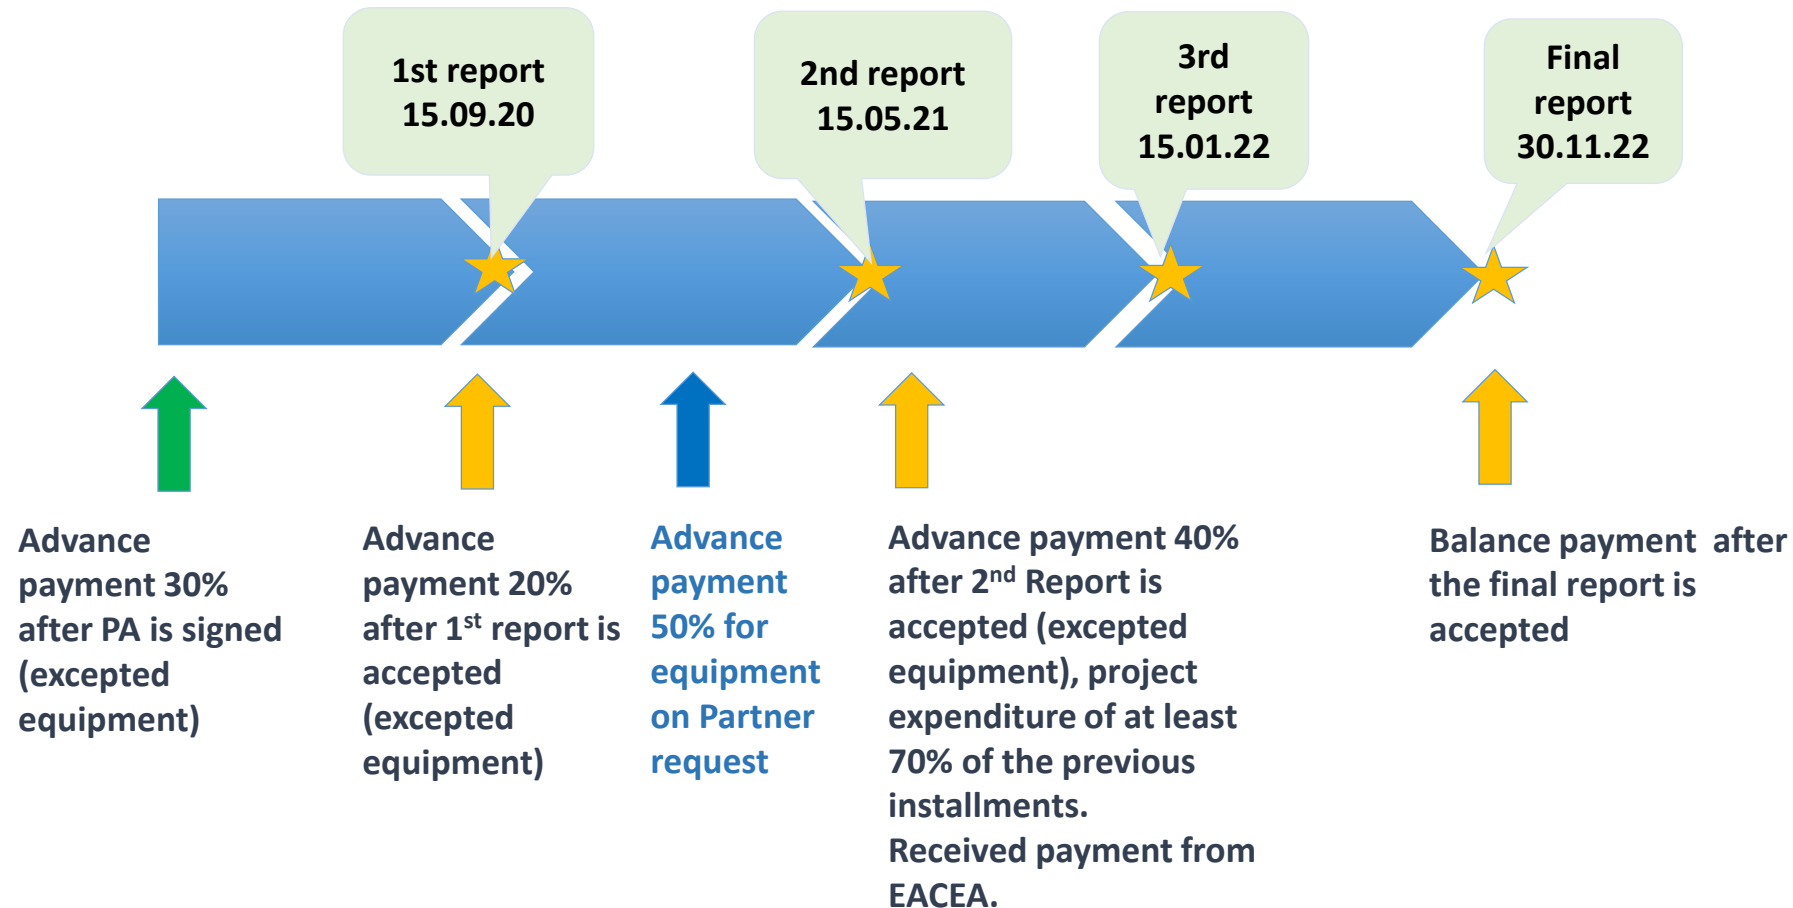 1st report
15.09.20
2nd report
15.05.21
3rd
report
15.01.22
Final
report
30.11.22
Advance
payment 30%
after PA is signed
(excepted
equipment)
Advance
payment 20%
after 1st report is
accepted
(excepted
equipment)
Advance
payment
50% for
equipment
on Partner
request
Advance payment 40%
after 2nd Report is
accepted (excepted
equipment), project
expenditure of at least
70% of the previous
installments.
Received payment from
EACEA.
Balance payment  after
the final report is
accepted